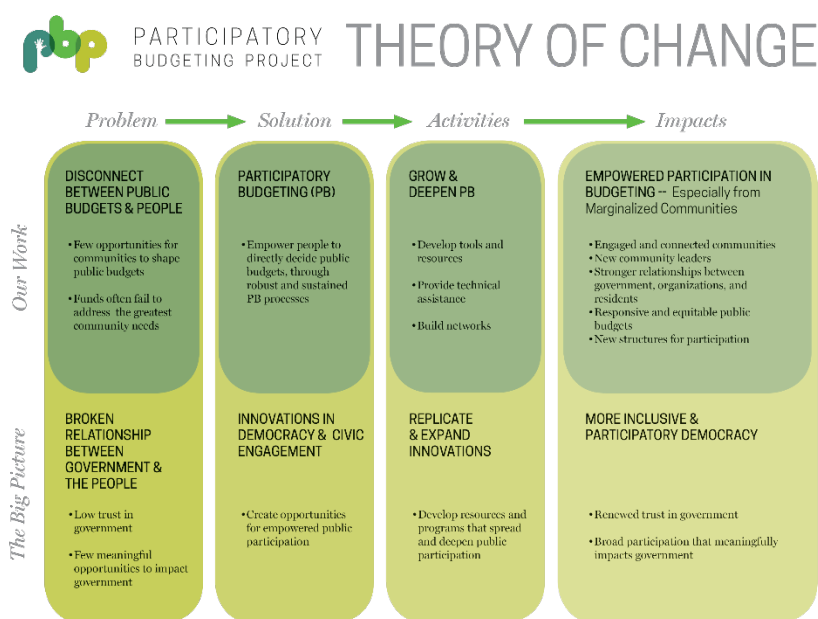 pbp
PARTICIPATORY
BUDGETING PROJECT
THEORY OF CHANGE
Problem
Solution
Activities
Impacts
Our Work
DISCONNECT
BETWEEN PUBLIC
BUDGETS & PEOPLE
• Few opportunities for
communities to shape
public budgets
• Funds often fail to
address the greatest
community needs
PARTICIPATORY
BUDGETING (PB)
• Empower people to
directly decide public
budgets, through
robust and sustained
PB processes
GROW &
DEEPEN PB
• Develop tools and
resources
• Provide technical
assistance
• Build networks
EMPOWERED PARTICIPATION IN
BUDGETING -- Especially from
Marginalized Communities
• Engaged and connected communities
• New community leaders
• Stronger relationships between
government, organizations, and
residents
• Responsive and equitable public
budgets
• New structures for participation
The Big Picture
BROKEN
RELATIONSHIP
BETWEEN
GOVERNMENT &
THE PEOPLE
• Low trust in
government
• Few meaningful
opportunities to impact
government
INNOVATIONS IN
DEMOCRACY & CIVIC
ENGAGEMENT
• Create opportunities
for empowered public
participation
REPLICATE
& EXPAND
INNOVATIONS
• Develop resources and
programs that spread
and deepen public
participation
MORE INCLUSIVE &
PARTICIPATORY DEMOCRACY
• Renewed trust in government
• Broad participation that meaningfully
impacts government